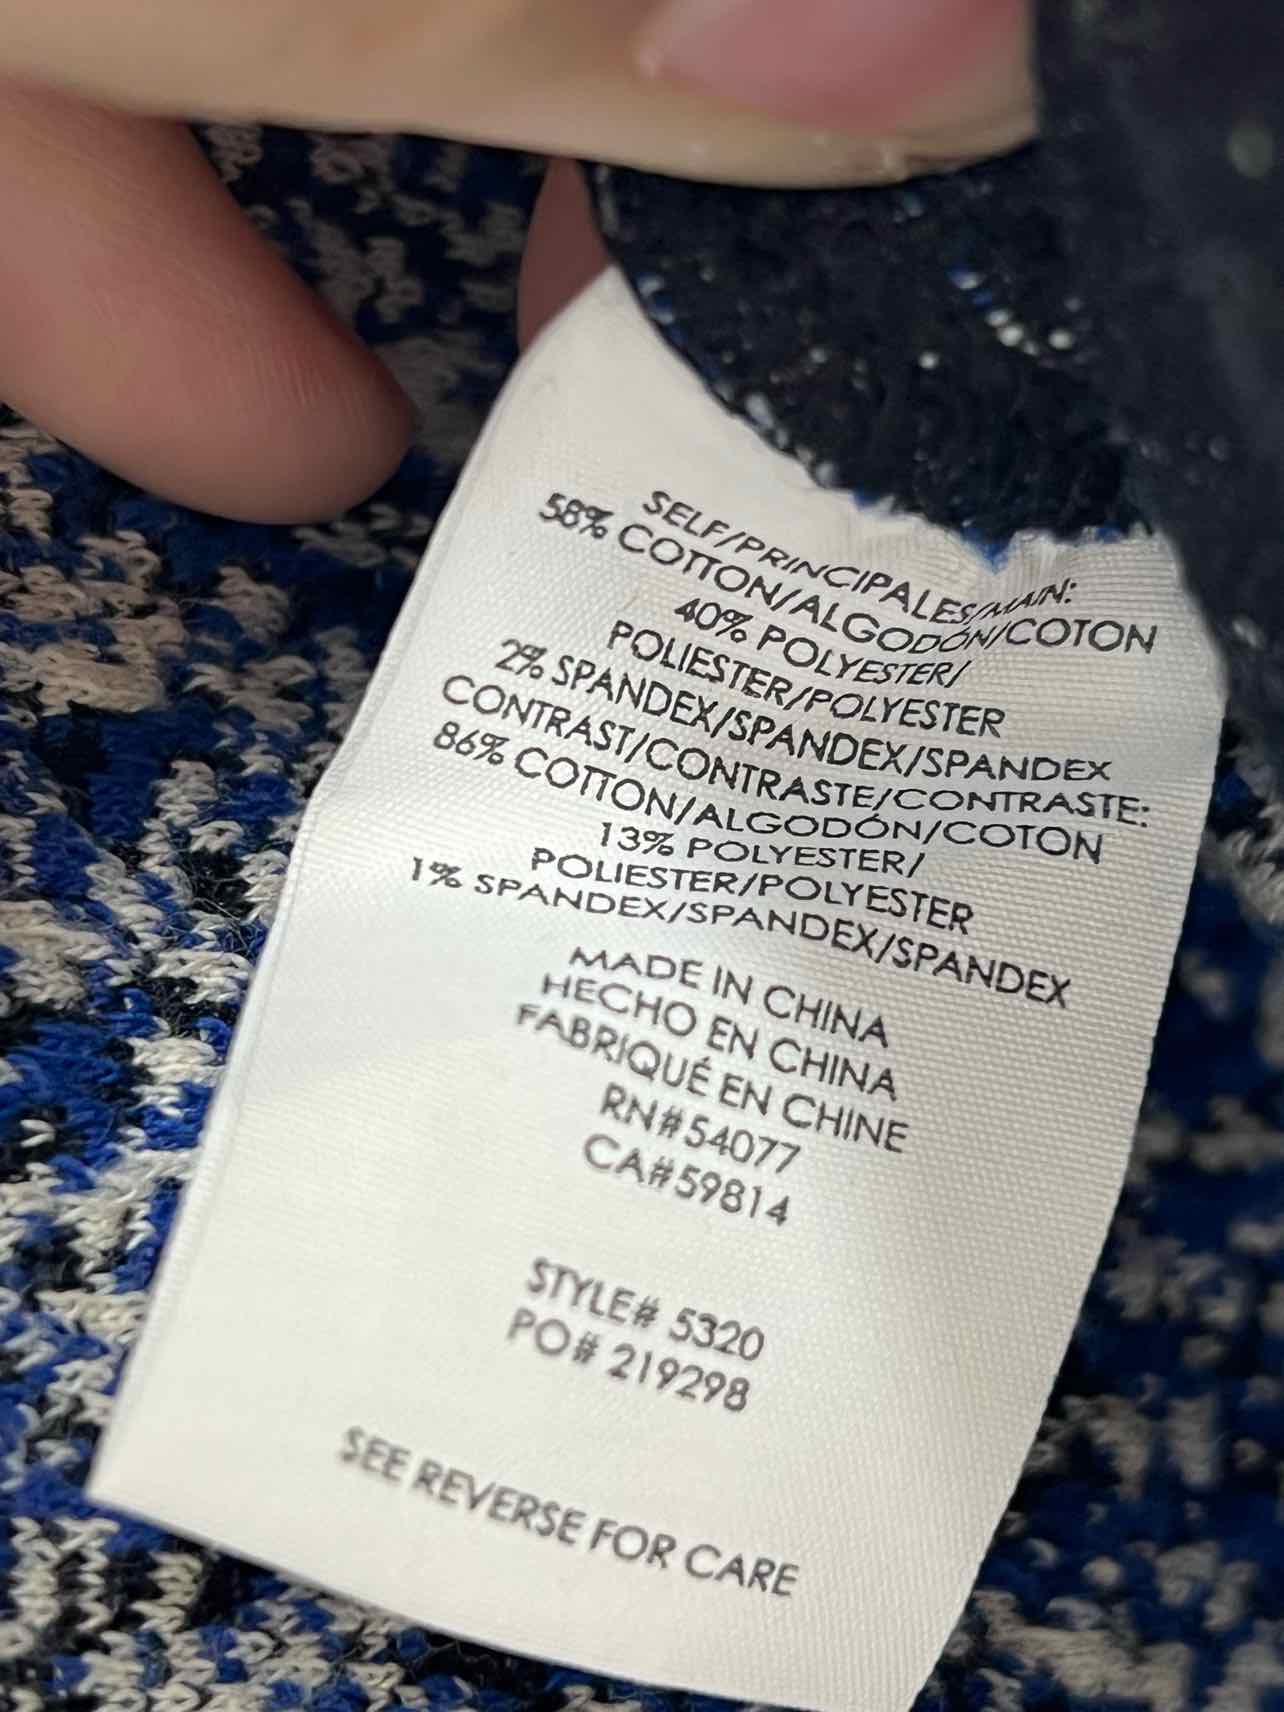 SELF/PRINCIPALES/MAIN:
58% COTTON/ALGODÓN/COTON
40% POLYESTER/
POLIESTER/POLYESTER
2% SPANDEX/SPANDEX/SPANDEX
CONTRAST/CONTRASTE/CONTRASTE:
86% COTTON/ALGODÓN/COTON
13% POLYESTER/
POLIESTER/POLYESTER
1% SPANDEX/SPANDEX/SPANDEX
MADE IN CHINA
HECHO EN CHINA
FABRIQUÉ EN CHINE
RN#54077
CA#59814
STYLE# 5320
PO# 219298
SEE REVERSE FOR CARE